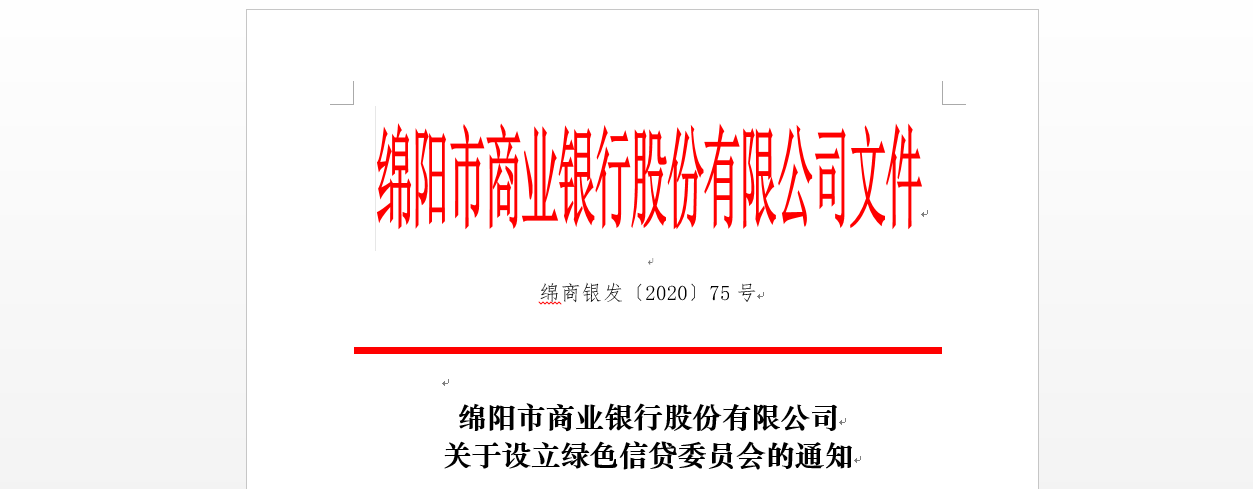 绵阳市商业银行股份有限公司文件
绵商银发〔2020〕75 号
绵阳市商业银行股份有限公司
关于设立绿色信贷委员会的通知